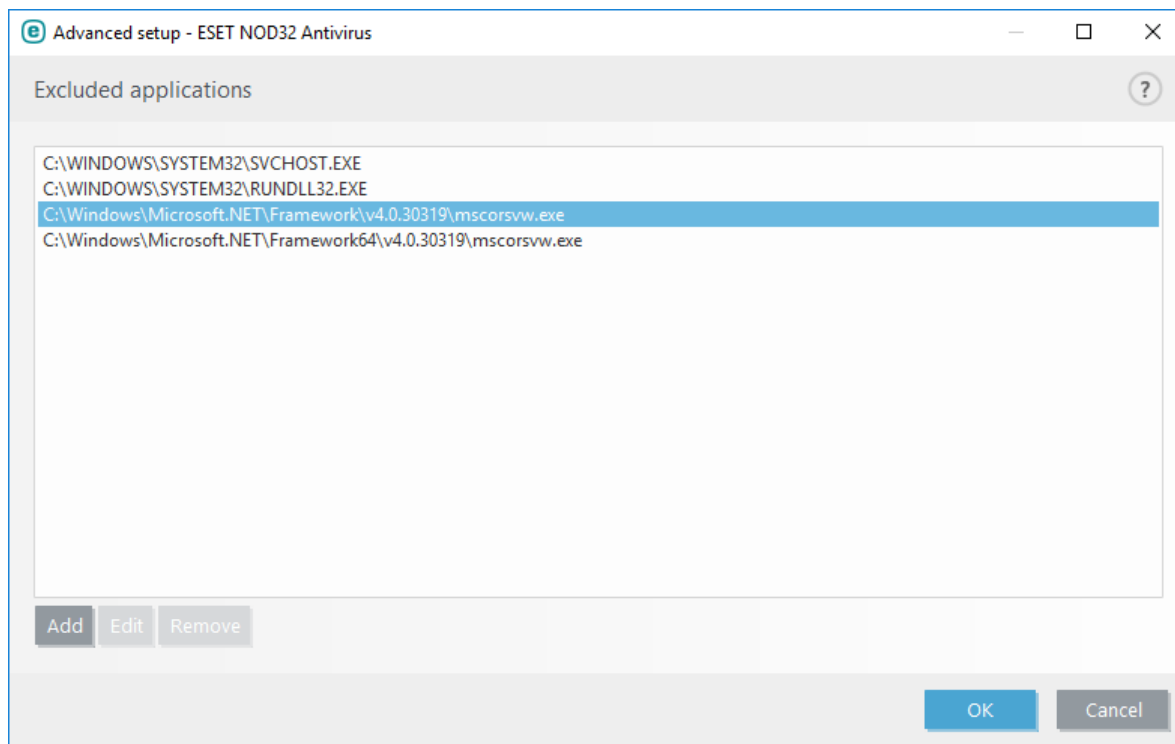 Advanced setup - ESET NOD32 Antivirus
Excluded applications
?
C:\WINDOWS\SYSTEM32\SVCHOST.EXE
C:\WINDOWS\SYSTEM32\RUNDLL32.EXE
C:\Windows\Microsoft.NET\Framework\v4.0.30319\mscorsvw.exe
C:\Windows\Microsoft.NET\Framework64\v4.0.30319\mscorsvw.exe
Add Edit Remove
OK Cancel